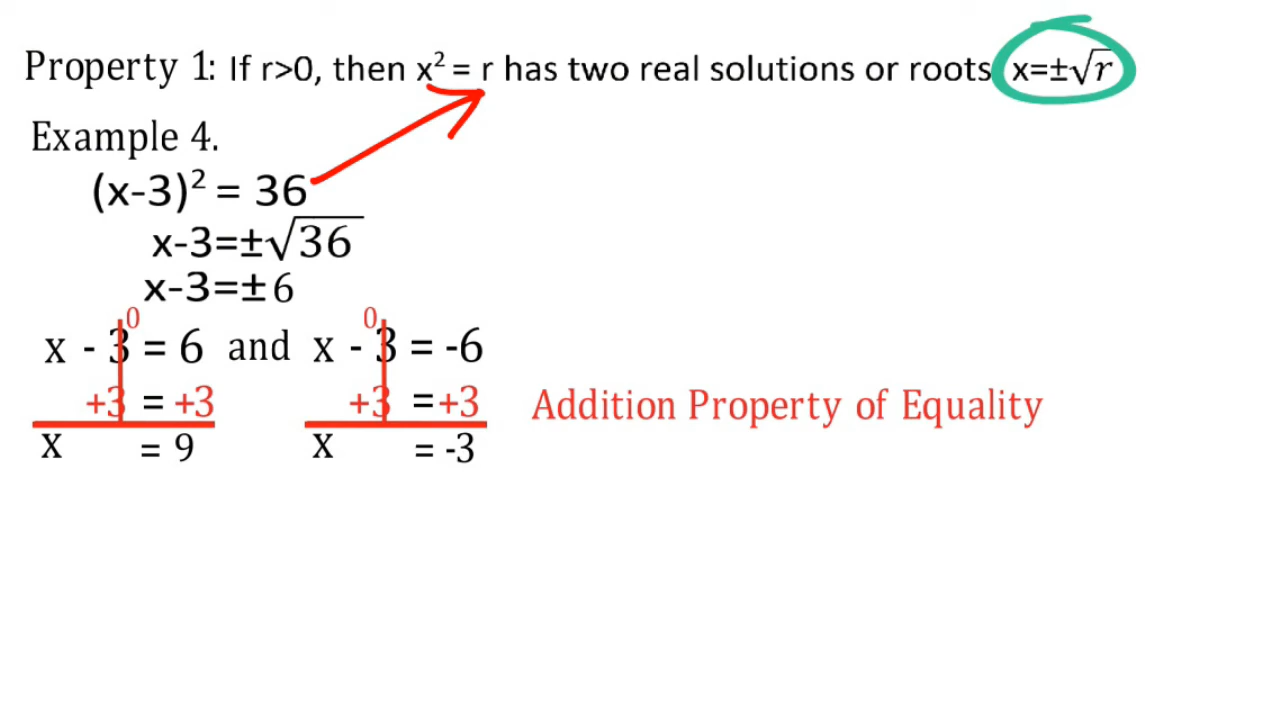 Property 1: If r>0, then x² = r has two real solutions or roots x=±√r
Example 4.
(x-3)² = 36
x-3=±√36
x-3=±6
0 0
x - 3 = 6 and x - 3 = -6
+3 = +3 +3 =+3 Addition Property of Equality
x = 9 x = -3